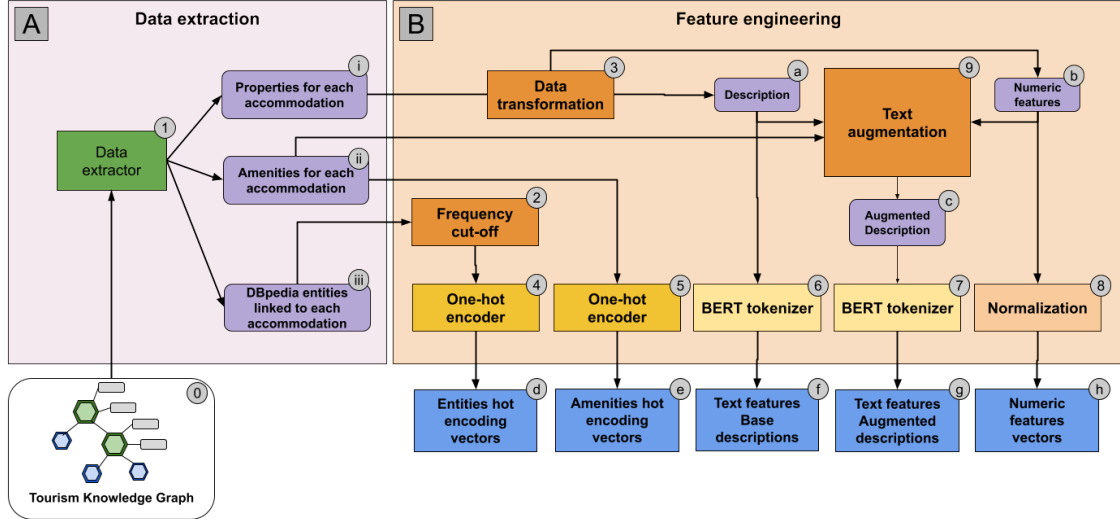 A
Data extraction
B
Feature engineering
i
Properties for each
accommodation
3
Data
transformation
a
Description
9
Text
augmentation
b
Numeric
features
1
Data
extractor
ii
Amenities for each
accommodation
2
Frequency
cut-off
c
Augmented
Description
iii
DBpedia entities
linked to each
accommodation
4
One-hot
encoder
5
One-hot
encoder
6
BERT tokenizer
7
BERT tokenizer
8
Normalization
0
Tourism Knowledge Graph
d
Entities hot
encoding
vectors
e
Amenities hot
encoding
vectors
f
Text features
Base
descriptions
g
Text features
Augmented
descriptions
h
Numeric
features
vectors